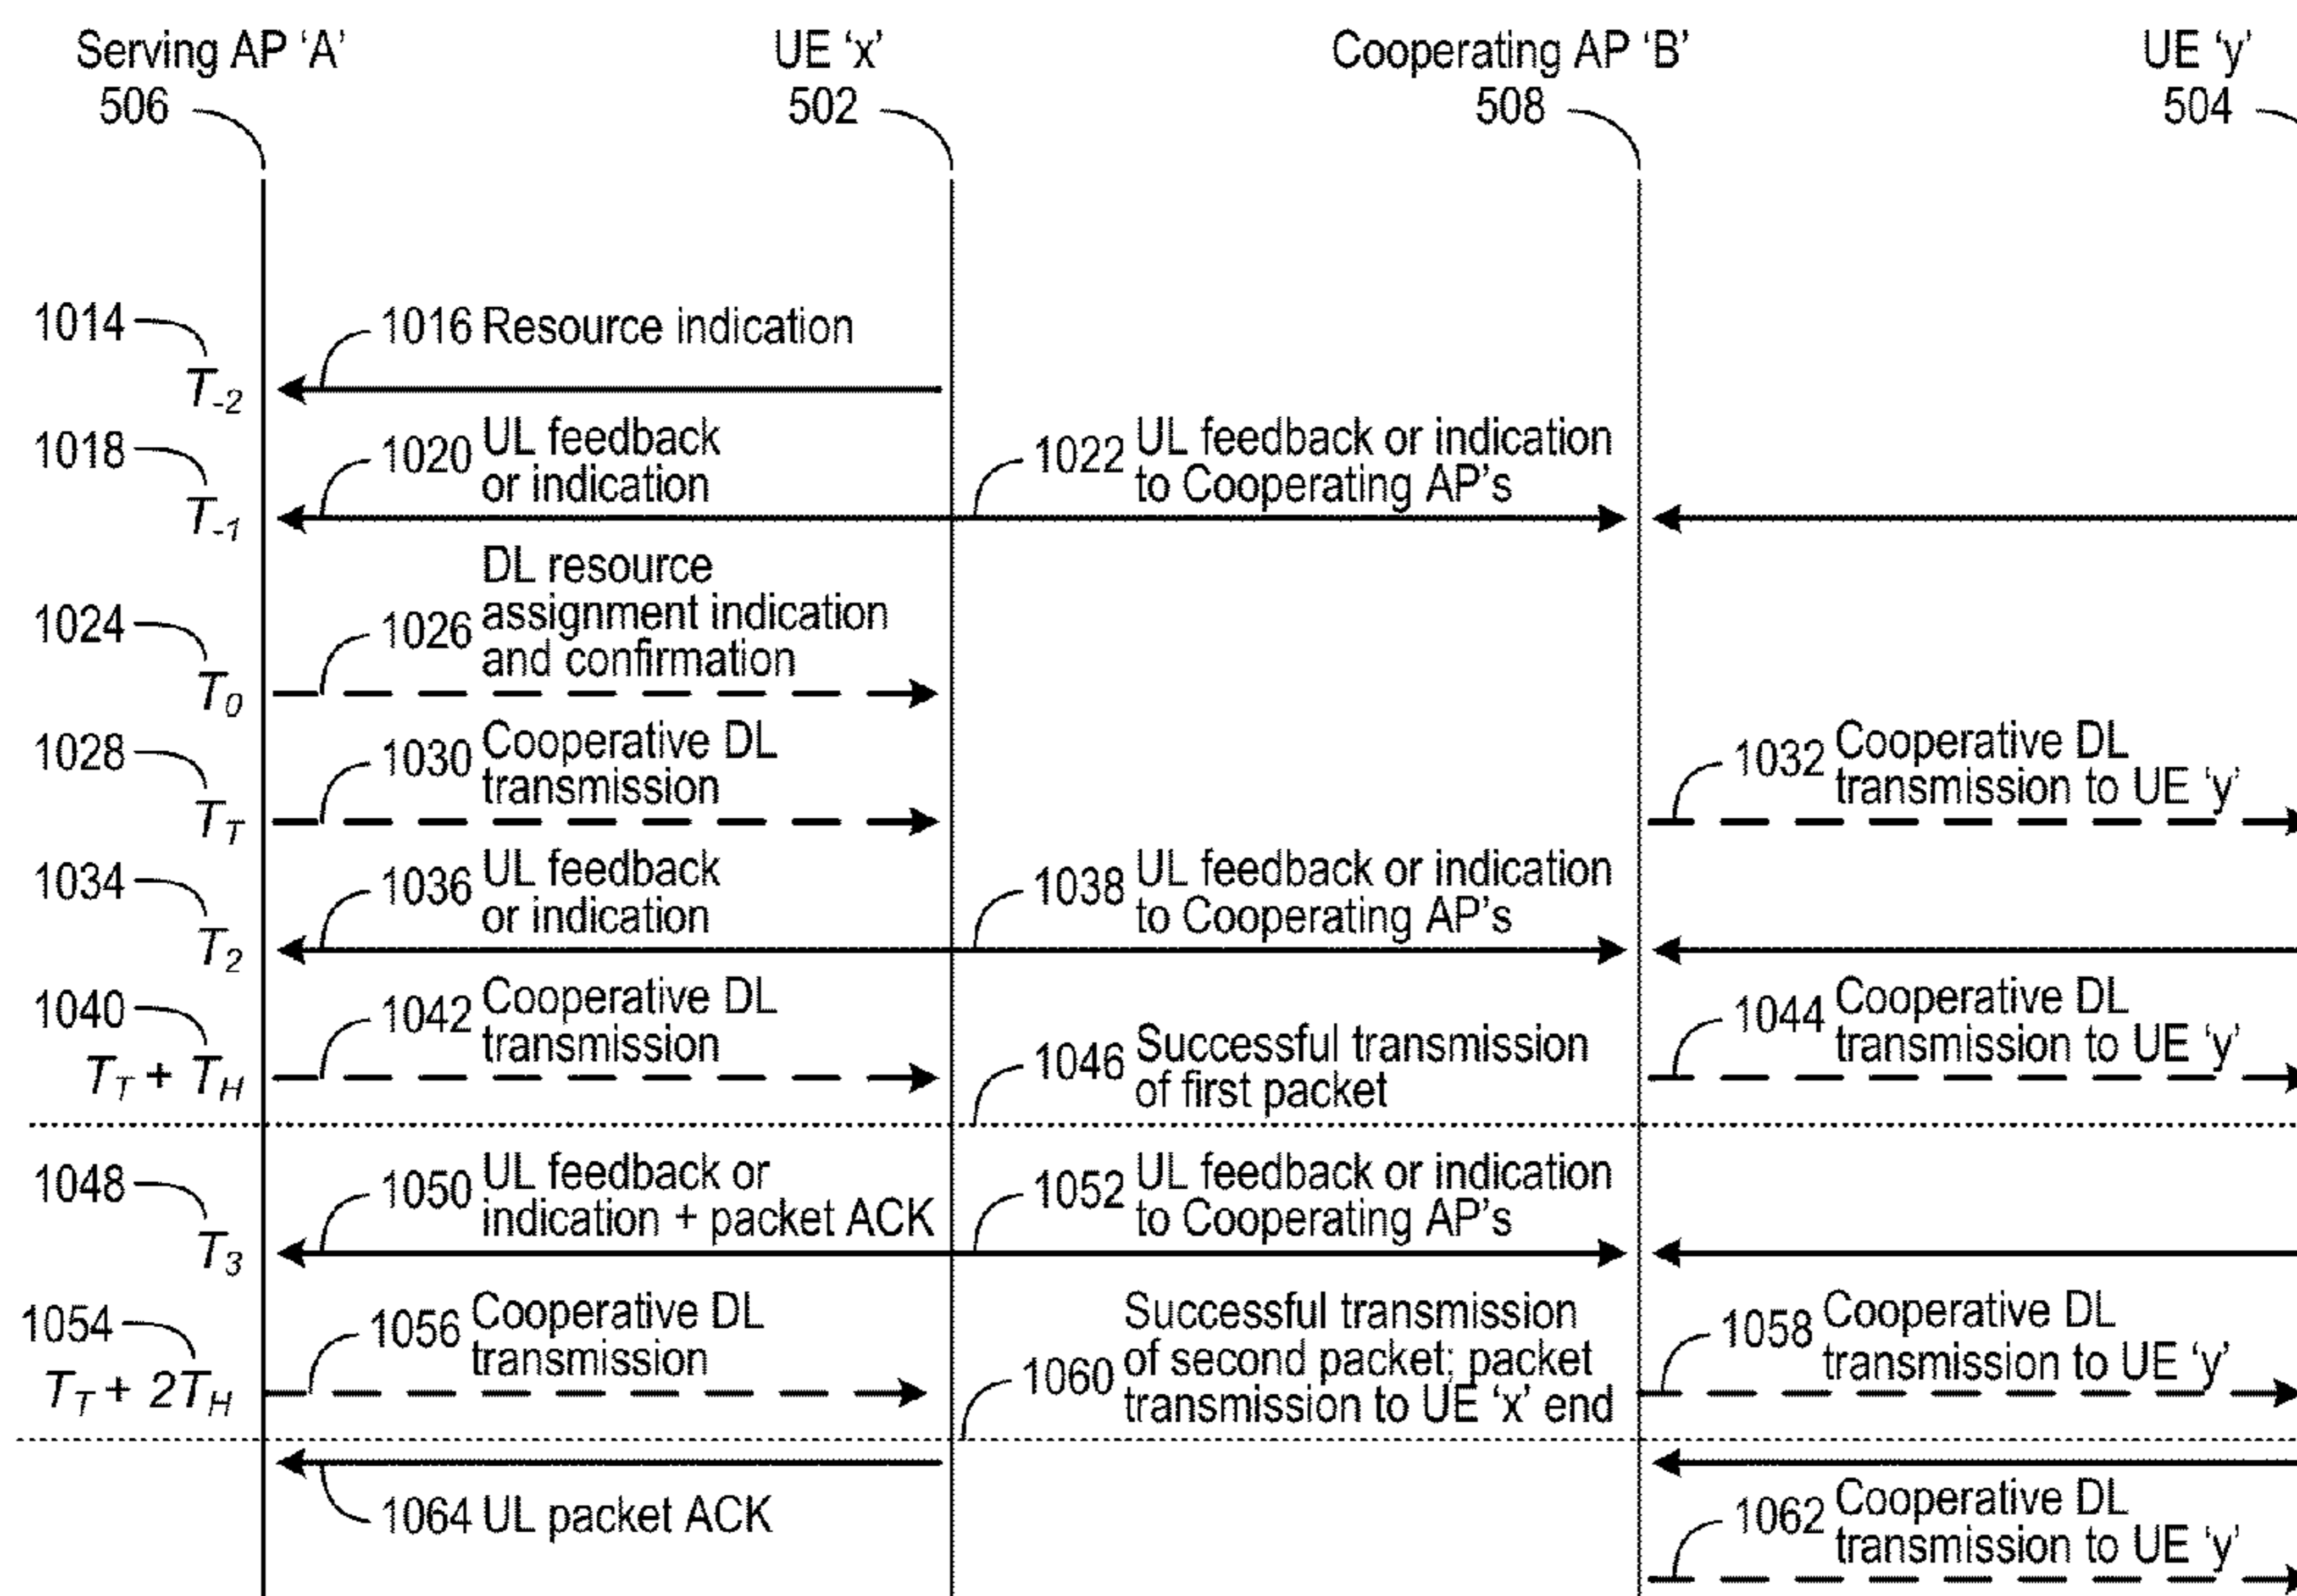 Serving AP ‘A’
506
UE ‘x’
502
Cooperating AP ‘B’
508
UE ‘y’
504
1014
T-2
1016 Resource indication
1018
T-1
1020 UL feedback
or indication
1022 UL feedback or indication
to Cooperating AP's
1024
T0
1026 DL resource
assignment indication
and confirmation
1028
TT
1030 Cooperative DL
transmission
1032 Cooperative DL
transmission to UE ‘y’
1034
T2
1036 UL feedback
or indication
1038 UL feedback or indication
to Cooperating AP's
1040
TT + TH
1042 Cooperative DL
transmission
1046 Successful transmission
of first packet
1044 Cooperative DL
transmission to UE ‘y’
1048
T3
1050 UL feedback or
indication + packet ACK
1052 UL feedback or indication
to Cooperating AP's
1054
TT + 2TH
1056 Cooperative DL
transmission
1060 Successful transmission
of second packet; packet
transmission to UE ‘x’ end
1058 Cooperative DL
transmission to UE ‘y’
1064 UL packet ACK
1062 Cooperative DL
transmission to UE ‘y’